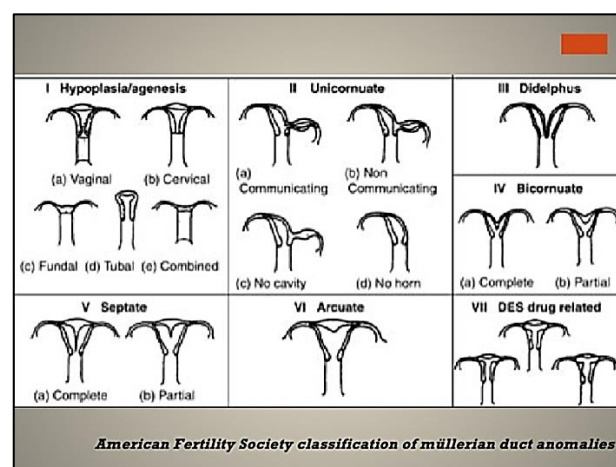 I Hypoplasia/agenesis
(a) Vaginal (b) Cervical
(c) Fundal (d) Tubal (e) Combined
II Unicornuate
(a) Communicating
(b) Non Communicating
(c) No cavity (d) No horn
III Didelphus
IV Bicornuate
(a) Complete (b) Partial
V Septate
(a) Complete (b) Partial
VI Arcuate
VII DES drug related
American Fertility Society classification of müllerian duct anomalies